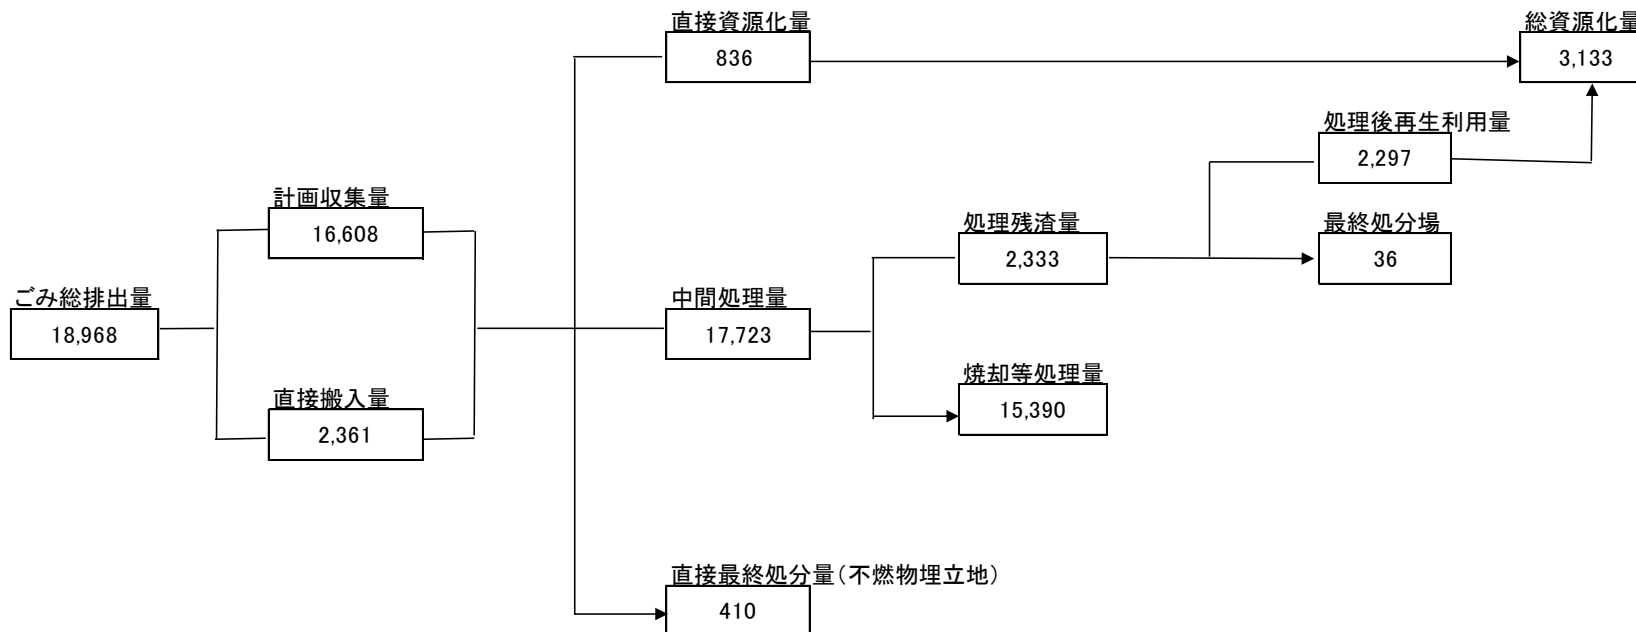 直接資源化量
836
総資源化量
3,133
処理後再生利用量
2,297
計画収集量
16,608
処理残渣量
2,333
最終処分場
36
ごみ総排出量
18,968
中間処理量
17,723
直接搬入量
2,361
焼却等処理量
15,390
直接最終処分量(不燃物埋立地)
410